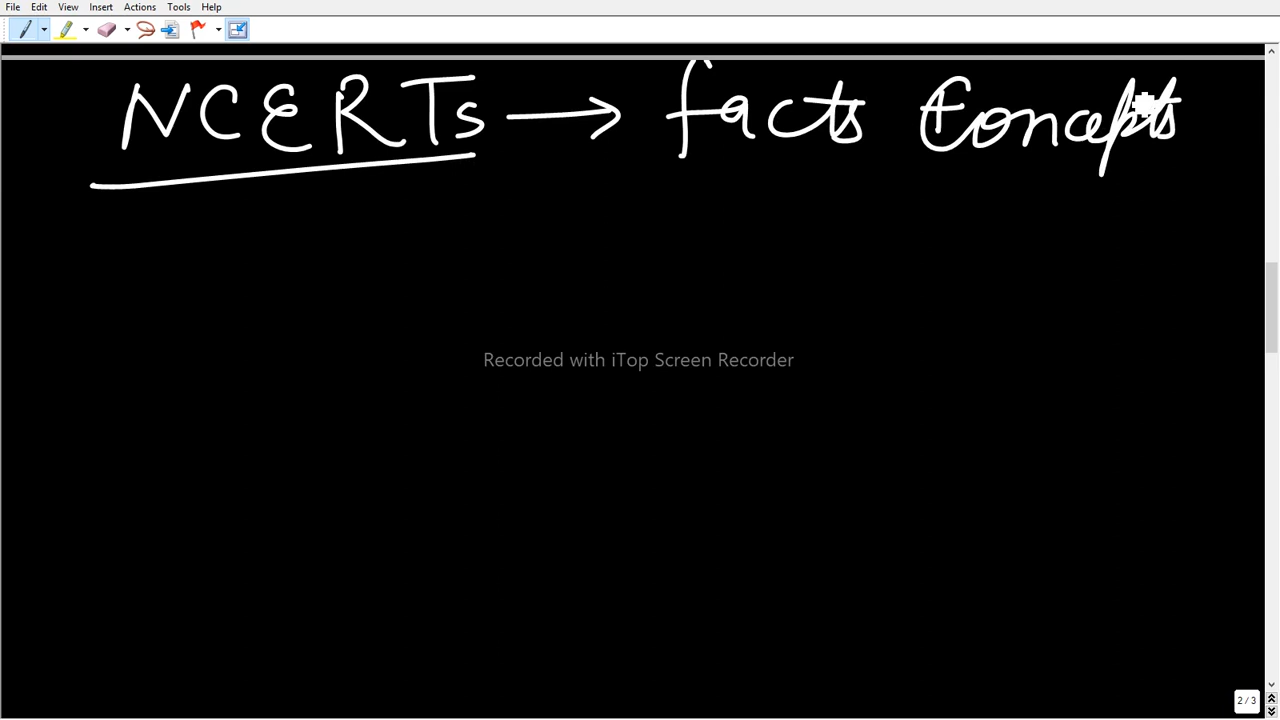 File Edit View Insert Actions Tools Help
NCERTs → facts Concepts
Recorded with iTop Screen Recorder
2 / 3